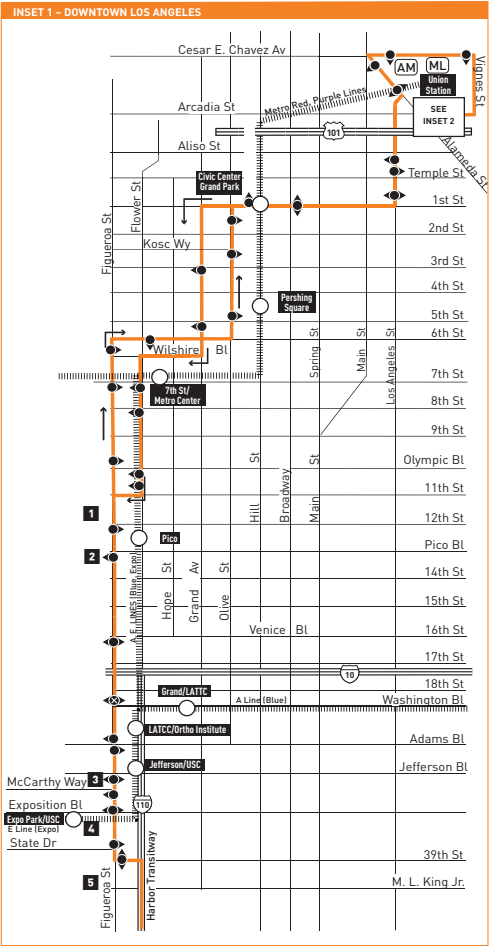 INSET 1 – DOWNTOWN LOS ANGELES
Cesar E. Chavez Av
AM
ML
Union
Station
Vignes St
Metro Red, Purple Lines
Arcadia St
SEE
INSET 2
101
Aliso St
Alameda St
Civic Center
Grand Park
Temple St
1st St
Flower St
Figueroa St
2nd St
Kosc Wy
3rd St
4th St
Pershing
Square
5th St
6th St
Spring St
Main St
Los Angeles St
Wilshire Bl
7th St
7th St/
Metro Center
8th St
9th St
Olympic Bl
Hill St
Broadway
Main St
11th St
1
12th St
Pico
Pico Bl
2
A, E. LINES (Blue, Expo)
Hope St
Grand Av
Olive St
14th St
15th St
Venice Bl
16th St
17th St
10
18th St
Grand/LATTC
A Line (Blue)
Washington Bl
LATCC/Ortho Institute
Adams Bl
Jefferson/USC
Jefferson Bl
McCarthy Way
3
Exposition Bl
110
Expo Park/USC
E Line (Expo)
4
State Dr
39th St
5
M. L. King Jr.
Figueroa St
Harbor Transitway